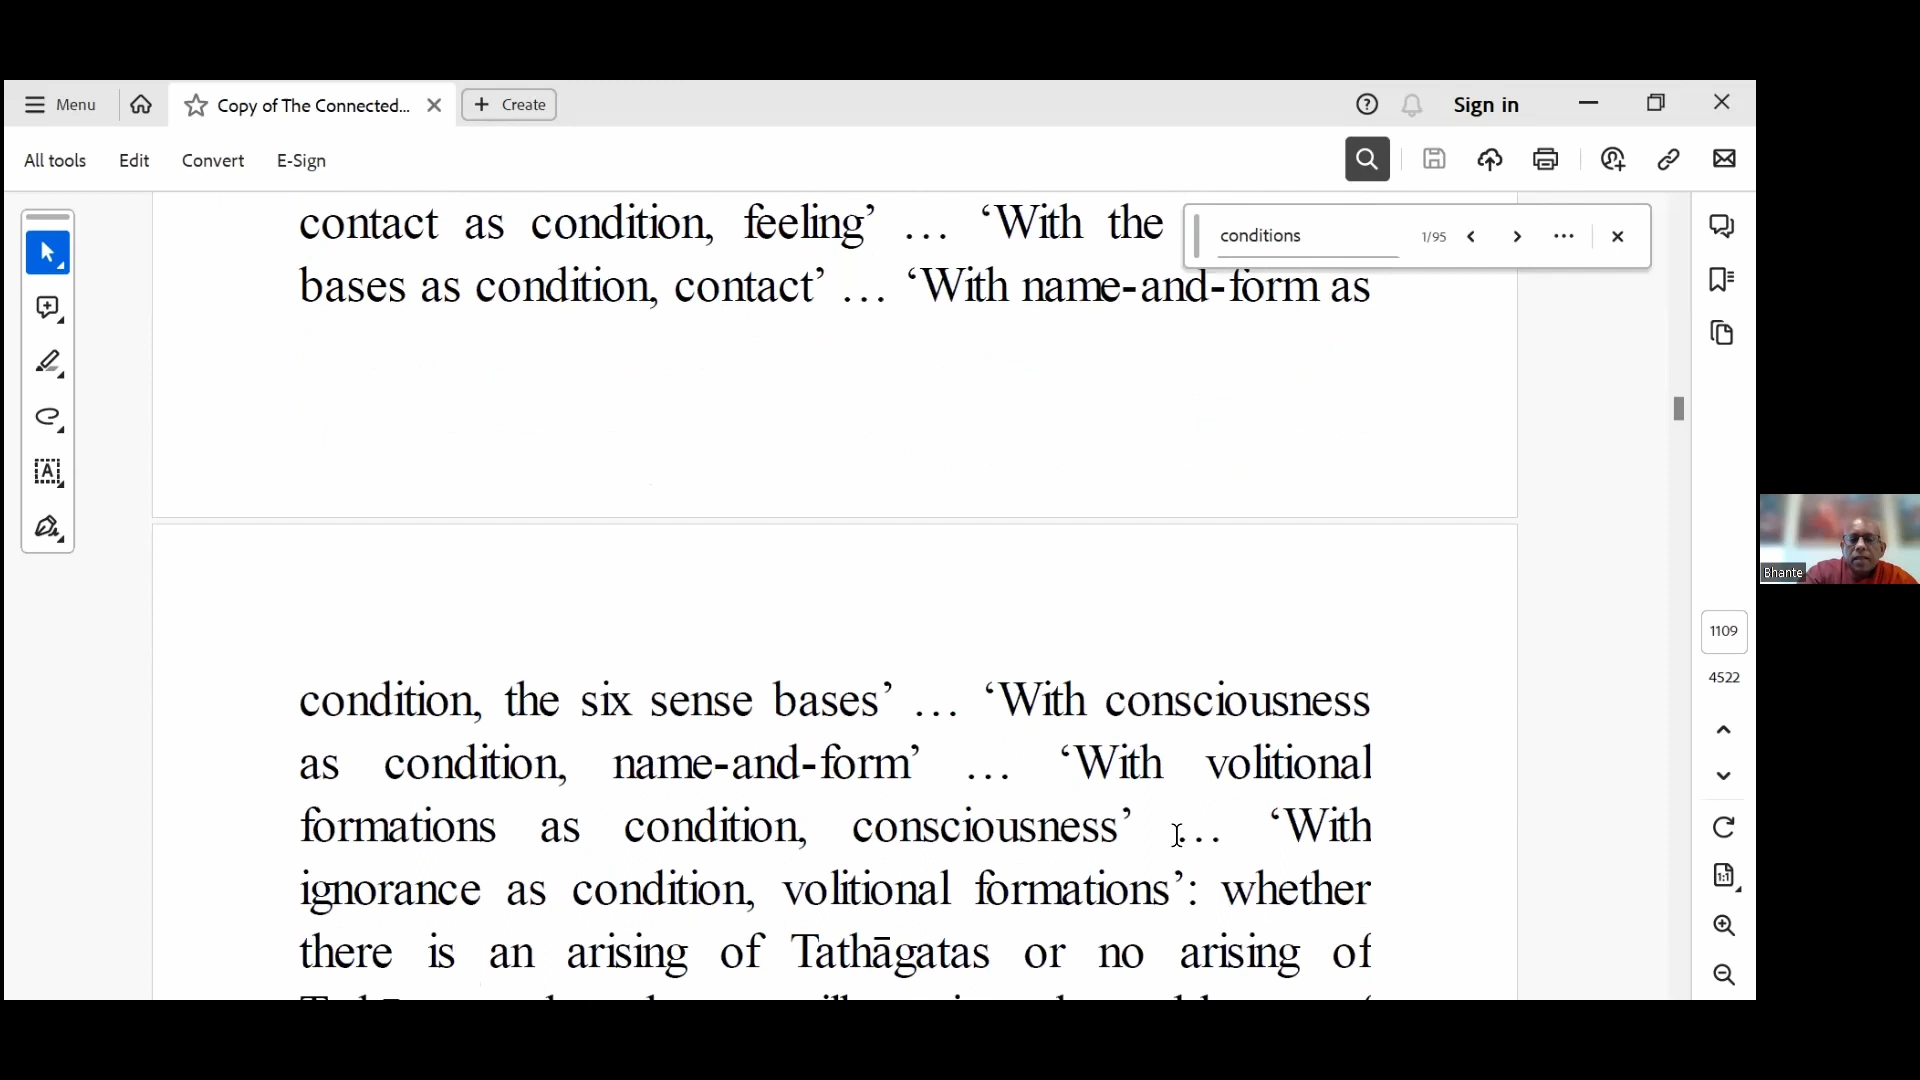 Menu
Copy of The Connected...
Create
Sign in
All tools
Edit
Convert
E-Sign
conditions
1/95
contact as condition, feeling’ … ‘With the
bases as condition, contact’ … ‘With name-and-form as
condition, the six sense bases’ … ‘With consciousness
as condition, name-and-form’ … ‘With volitional
formations as condition, consciousness’ … ‘With
ignorance as condition, volitional formations’: whether
there is an arising of Tathāgatas or no arising of
Bhante
1109
4522